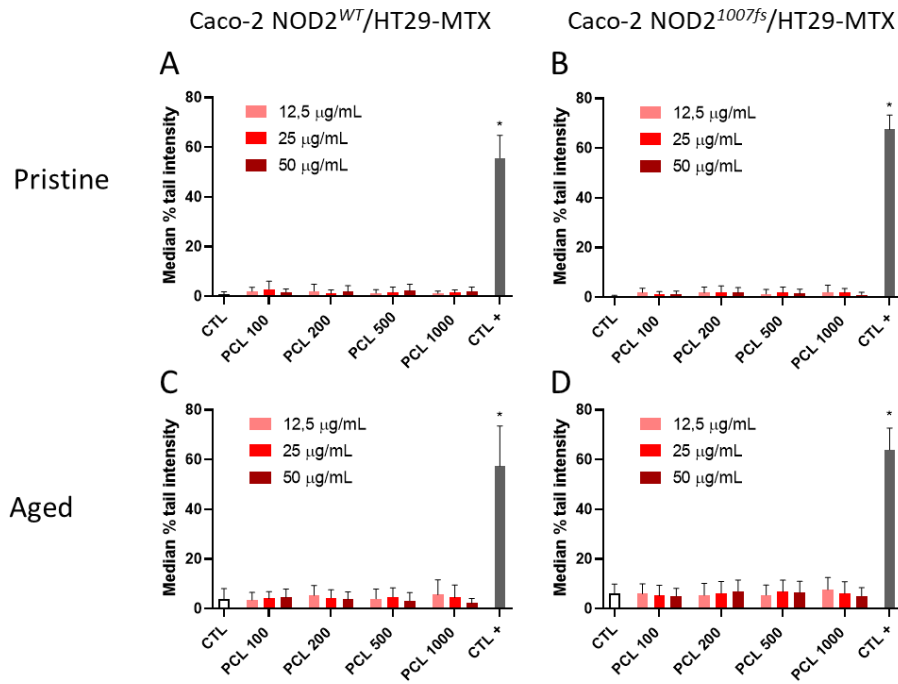 Caco-2 NOD2WT/HT29-MTX
Caco-2 NOD21007fs/HT29-MTX
Pristine
A
Median % tail intensity
80
60
40
20
0
12,5 μg/mL
25 μg/mL
50 μg/mL
*
CTL
PCL 100
PCL 200
PCL 500
PCL 1000
CTL +
B
Median % tail intensity
80
60
40
20
0
12,5 μg/mL
25 μg/mL
50 μg/mL
*
CTL
PCL 100
PCL 200
PCL 500
PCL 1000
CTL +
Aged
C
Median % tail intensity
80
60
40
20
0
12,5 μg/mL
25 μg/mL
50 μg/mL
*
CTL
PCL 100
PCL 200
PCL 500
PCL 1000
CTL +
D
Median % tail intensity
80
60
40
20
0
12,5 μg/mL
25 μg/mL
50 μg/mL
*
CTL
PCL 100
PCL 200
PCL 500
PCL 1000
CTL +